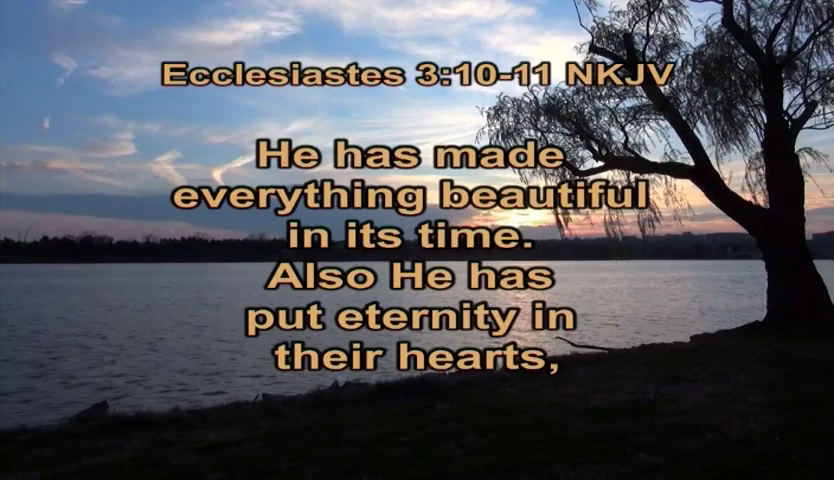 Ecclesiastes 3:10-11 NKJV
He has made
everything beautiful
in its time.
Also He has
put eternity in
their hearts,